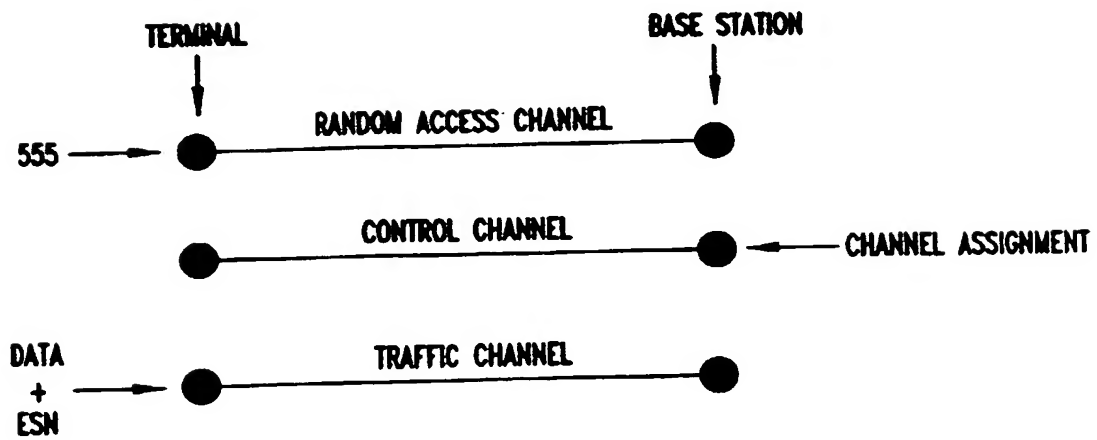 TERMINAL
BASE STATION
555
RANDOM ACCESS CHANNEL
CONTROL CHANNEL
CHANNEL ASSIGNMENT
DATA
+
ESN
TRAFFIC CHANNEL